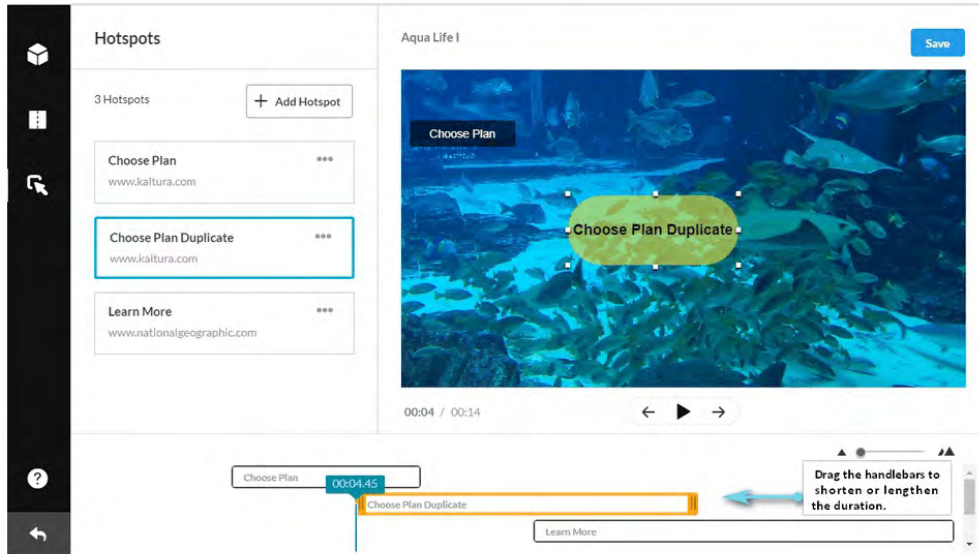 Hotspots
Aqua Life I
Save
3 Hotspots
+ Add Hotspot
Choose Plan
www.kaltura.com
Choose Plan Duplicate
www.kaltura.com
Learn More
www.nationalgeographic.com
Choose Plan
Choose Plan Duplicate
00:04 / 00:14
?
Choose Plan
00:04.45
Choose Plan Duplicate
Learn More
Drag the handlebars to
shorten or lengthen
the duration.